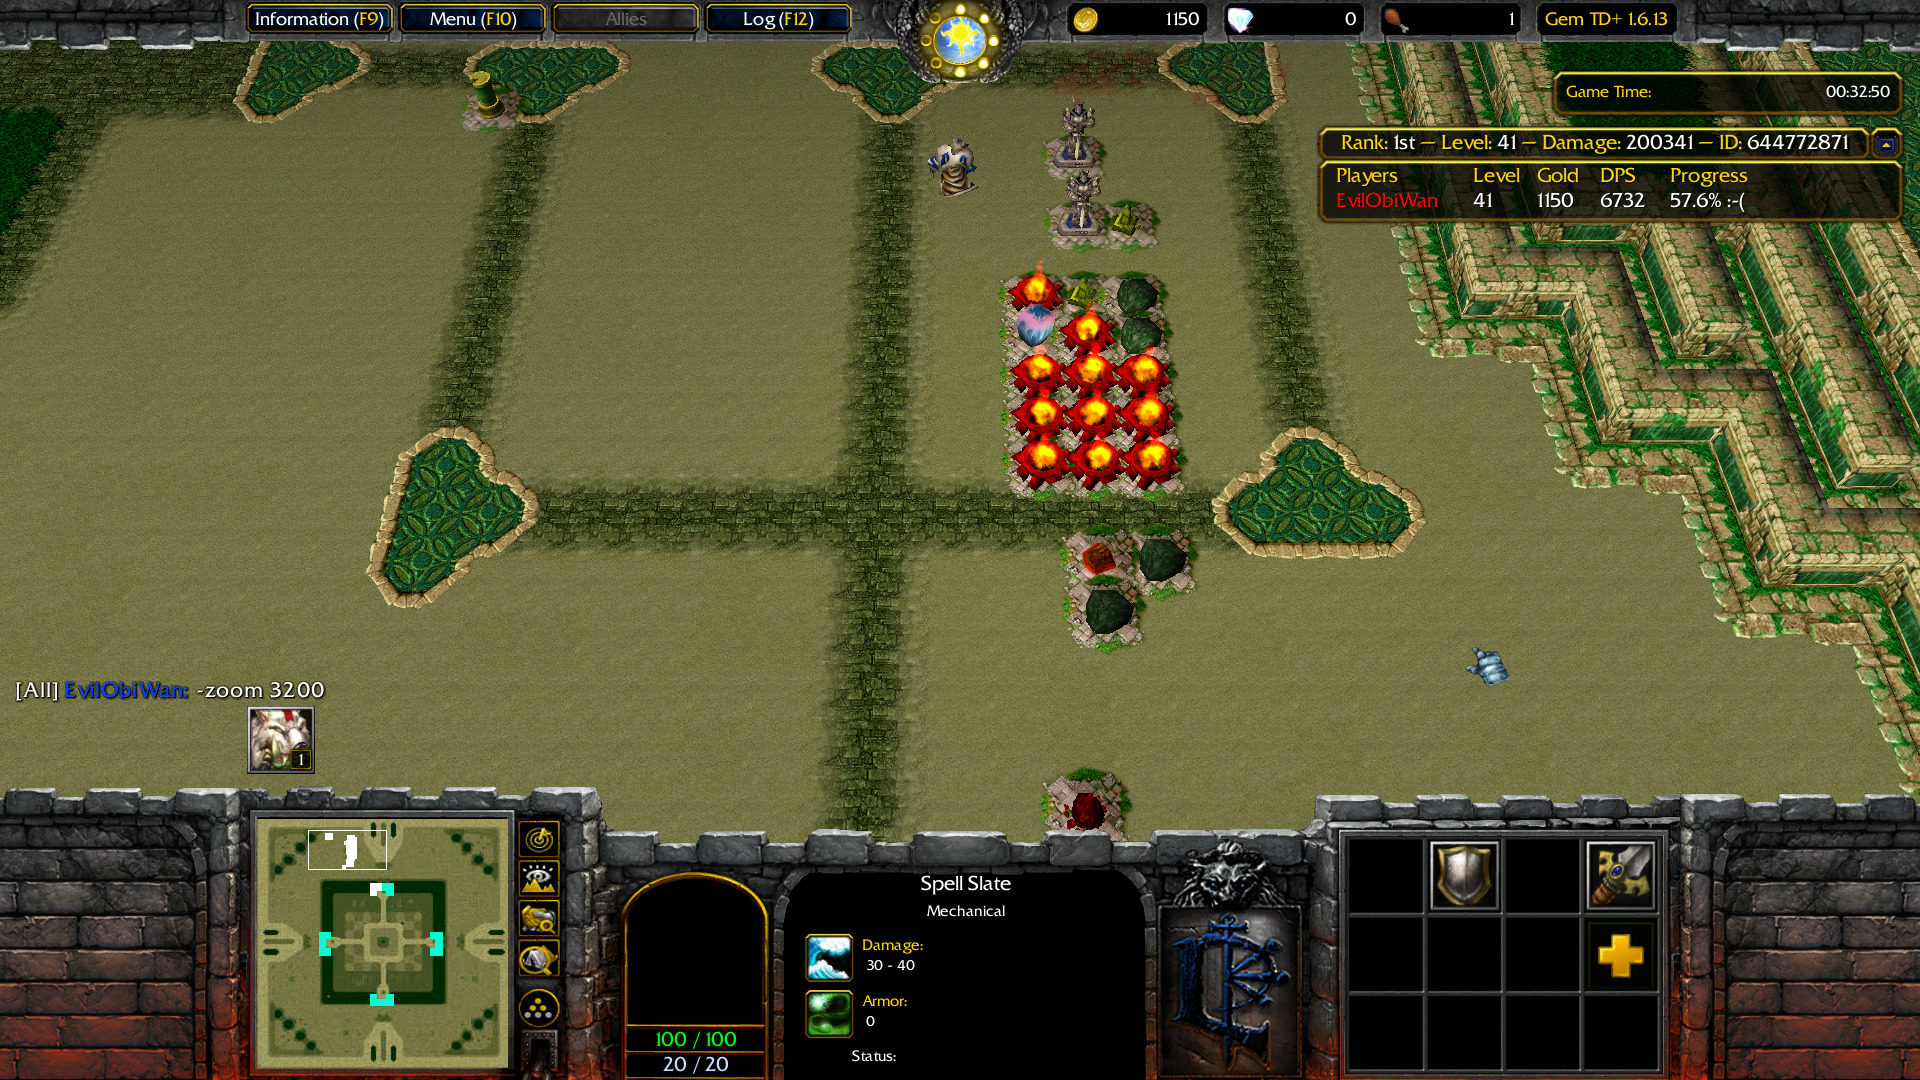 Information (F9) Menu (F10) Allies Log (F12) 1150 0 1 Gem TD+ 1.6.13
Game Time: 00:32:50
Rank: 1st – Level: 41 – Damage: 200341 – ID: 644772871
Players Level Gold DPS Progress
EvilObiWan 41 1150 6732 57.6% :-(
[All] EvilObiWan: -zoom 3200
1
Spell Slate
Mechanical
Damage:
30 - 40
Armor:
0
Status:
100 / 100
20 / 20